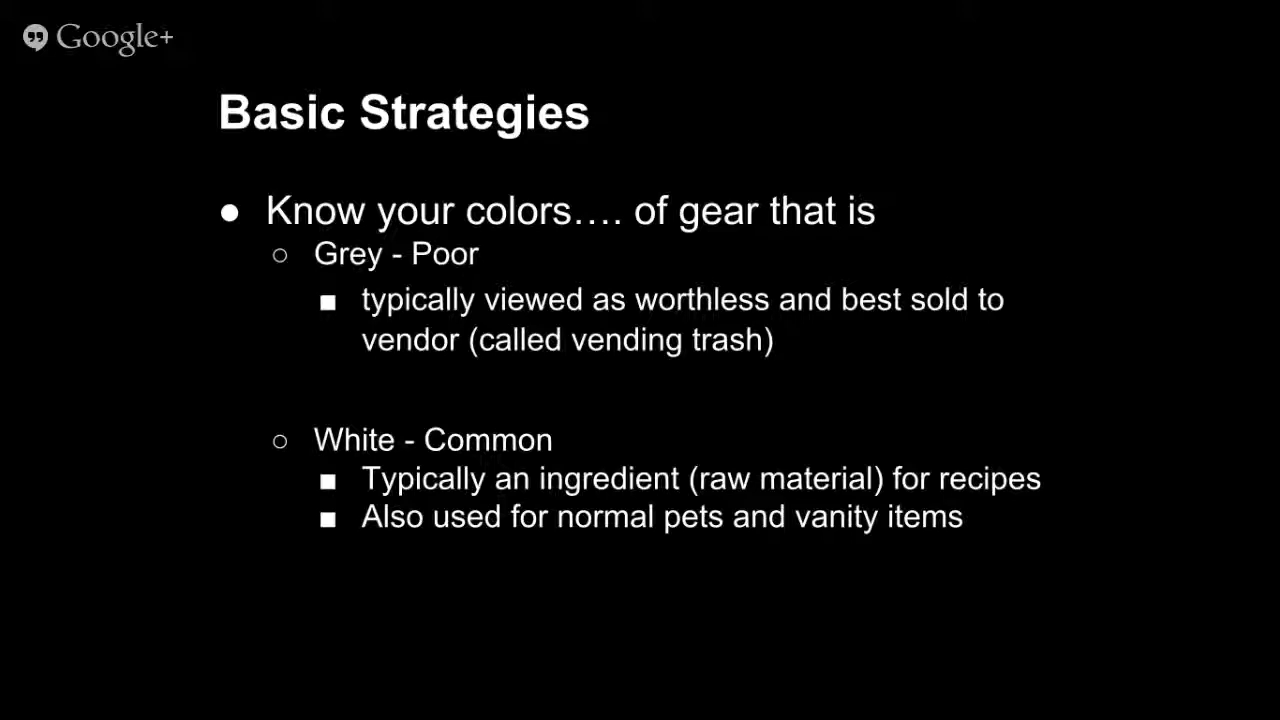 Google+
Basic Strategies
● Know your colors…. of gear that is
○ Grey - Poor
■ typically viewed as worthless and best sold to
vendor (called vending trash)
○ White - Common
■ Typically an ingredient (raw material) for recipes
■ Also used for normal pets and vanity items